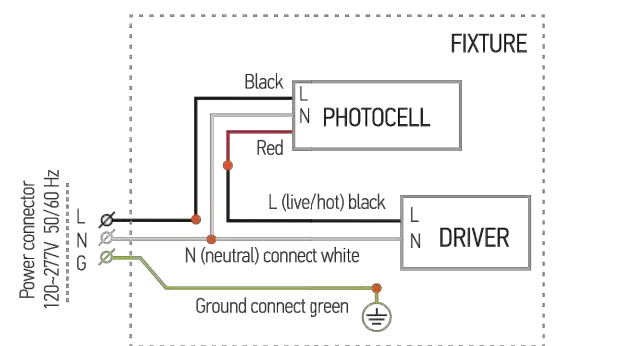 FIXTURE
Black
L
N
PHOTOCELL
Red
L (live/hot) black
L
N
DRIVER
Power connector
120~277V 50/60 Hz
L
N
G
N (neutral) connect white
Ground connect green